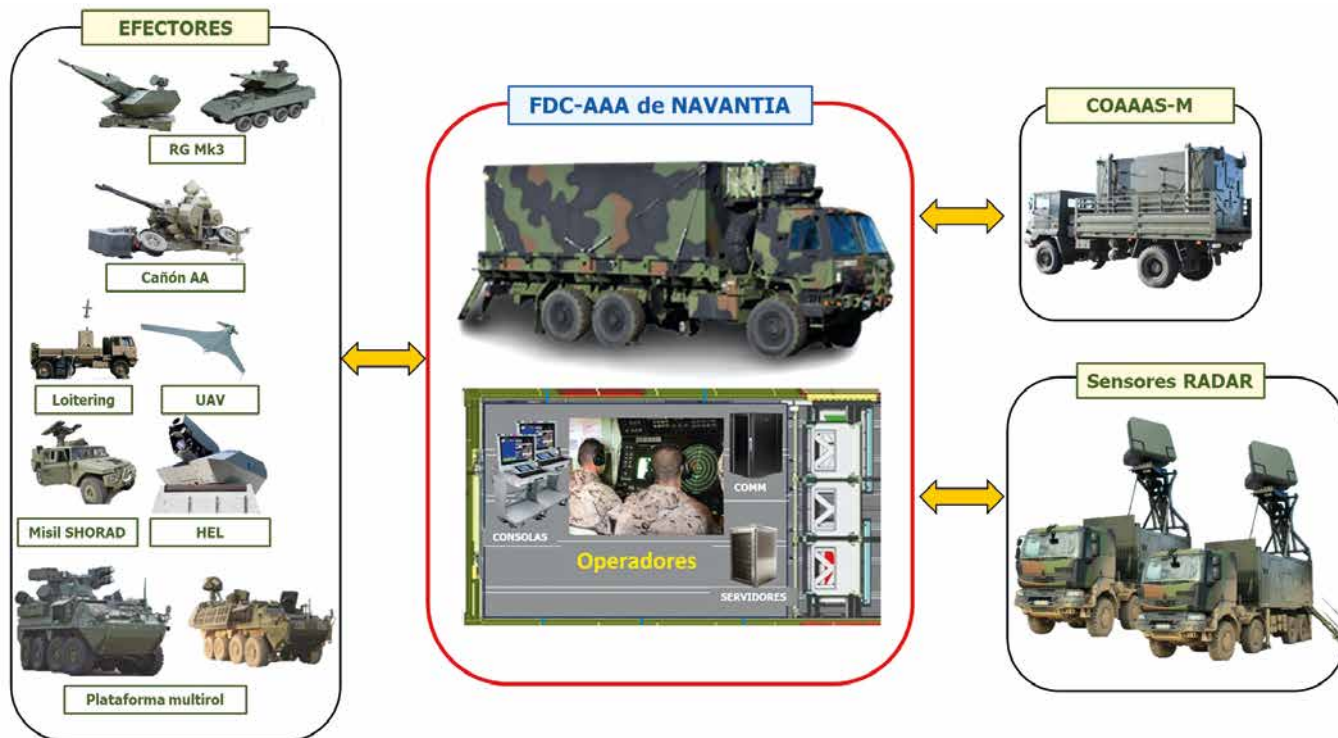 EFECTORES
RG Mk3
Cañón AA
Loitering
UAV
Misil SHORAD
HEL
Plataforma multirol
FDC-AAA de NAVANTIA
CONSOLAS
COMM
Operadores
SERVIDORES
COAAAS-M
Sensores RADAR